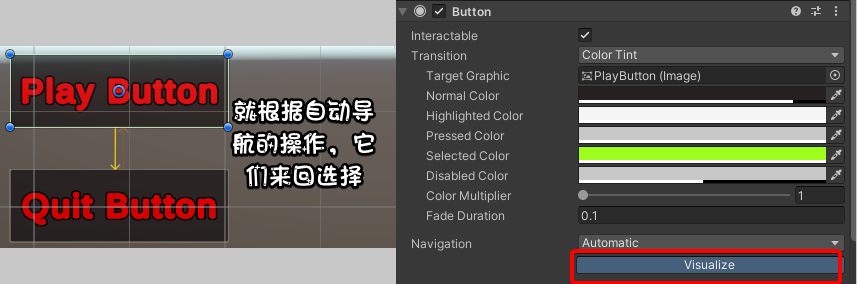 Play Button
就根据自动导
航的操作，它
们来回选择
Quit Button
Button
Interactable
Transition
Color Tint
Target Graphic
PlayButton (Image)
Normal Color
Highlighted Color
Pressed Color
Selected Color
Disabled Color
Color Multiplier
1
Fade Duration
0.1
Navigation
Automatic
Visualize